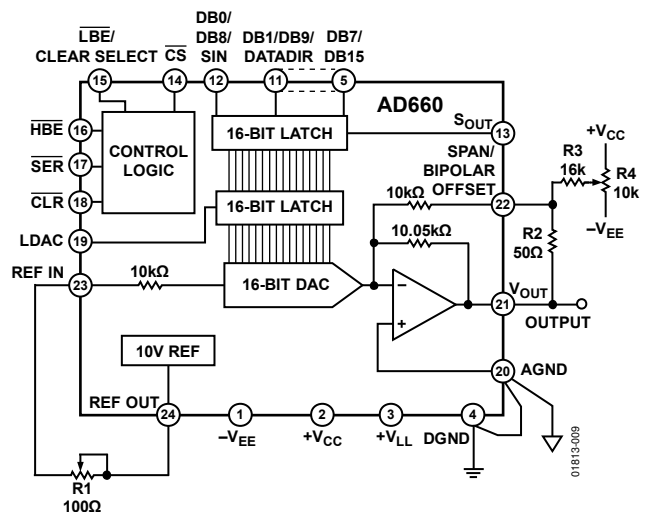 LBE/
CLEAR SELECT
CS
DB0/
DB8/
SIN
DB1/DB9/
DATADIR
DB7/
DB15
15
14
12
11
5
AD660
HBE
16
SER
17
CLR
18
LDAC
19
REF IN
23
CONTROL
LOGIC
16-BIT LATCH
16-BIT LATCH
16-BIT DAC
10kΩ
10kΩ
10.05kΩ
SOUT
13
SPAN/
BIPOLAR
OFFSET
22
R3
16k
+VCC
R4
10k
–VEE
R2
50Ω
VOUT
21
OUTPUT
–
+
20
AGND
10V REF
REF OUT
24
1
–VEE
2
+VCC
3
+VLL
4
DGND
R1
100Ω
01813-009